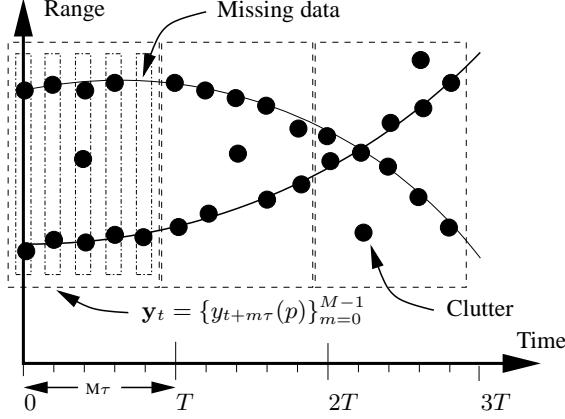 Range
Missing data
y_t = {y_{t+mτ}(p)}_{m=0}^{M−1}
Clutter
Time
0
Mτ
T
2T
3T